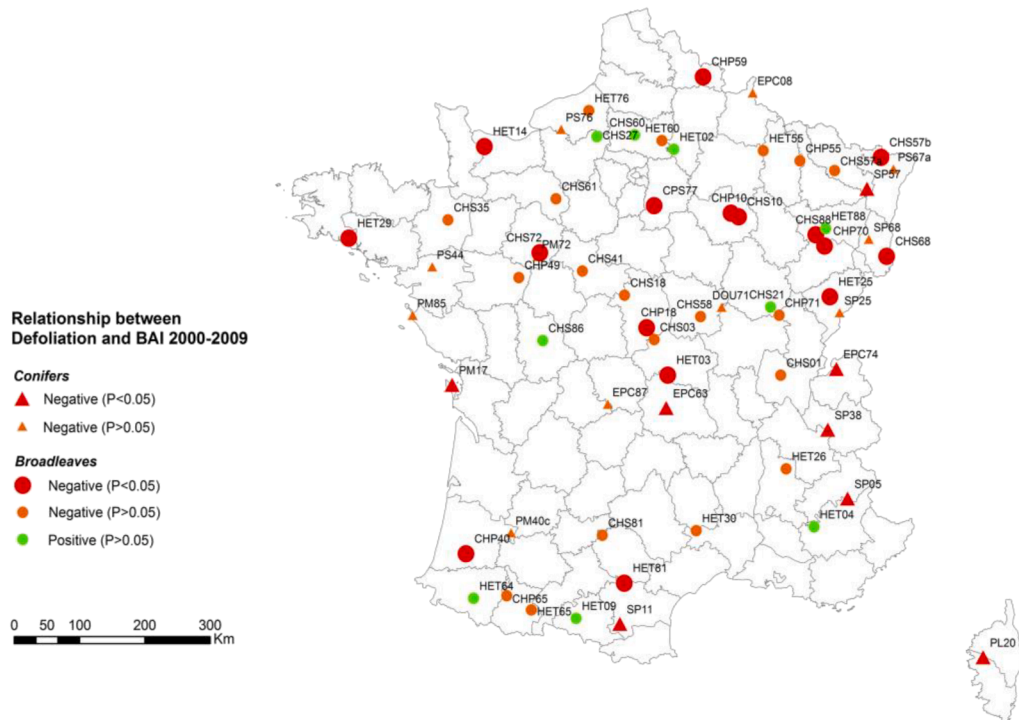 CHP59
EPC08
HET76
PS76
CHS60
CHS27
HET60
HET02
HET14
HET55
CHP55
CHS57a
CHS57b
PS67a
SP57
CHS61
CPS77
CHP10
CHS10
CHS35
HET29
CHS88
HET88
CHP70
SP68
CHS68
CHS72
PM72
PS44
CHP49
CHS41
HET25
SP25
CHS18
DOU71
CHS21
CHP71
CHS58
PM85
CHP18
CHS03
CHS86
Relationship between
Defoliation and BAI 2000-2009
HET03
CHS01
EPC74
Conifers
PM17
EPC63
EPC87
Negative (P<0.05)
Negative (P>0.05)
SP38
Broadleaves
HET26
Negative (P<0.05)
SP05
Negative (P>0.05)
HET04
Positive (P>0.05)
PM40c
CHS81
HET30
CHP40
HET81
HET64
CHP65
HET65
HET09
SP11
0 50 100 200 300
Km
PL20